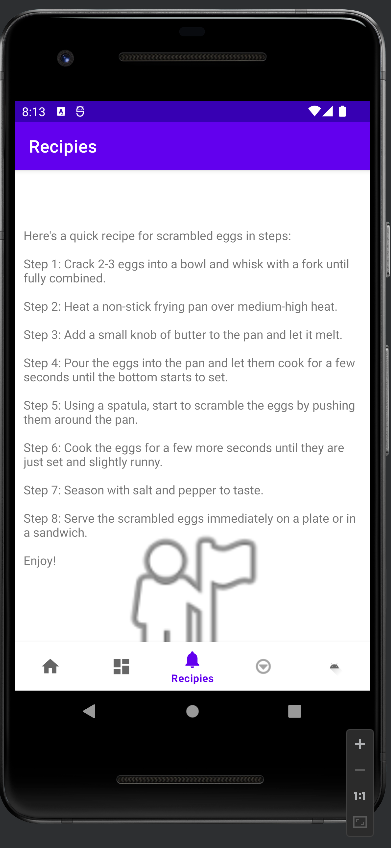 8:13
Recipies
Here's a quick recipe for scrambled eggs in steps:
Step 1: Crack 2-3 eggs into a bowl and whisk with a fork until
fully combined.
Step 2: Heat a non-stick frying pan over medium-high heat.
Step 3: Add a small knob of butter to the pan and let it melt.
Step 4: Pour the eggs into the pan and let them cook for a few
seconds until the bottom starts to set.
Step 5: Using a spatula, start to scramble the eggs by pushing
them around the pan.
Step 6: Cook the eggs for a few more seconds until they are
just set and slightly runny.
Step 7: Season with salt and pepper to taste.
Step 8: Serve the scrambled eggs immediately on a plate or in
a sandwich.
Enjoy!
Recipies
1:1